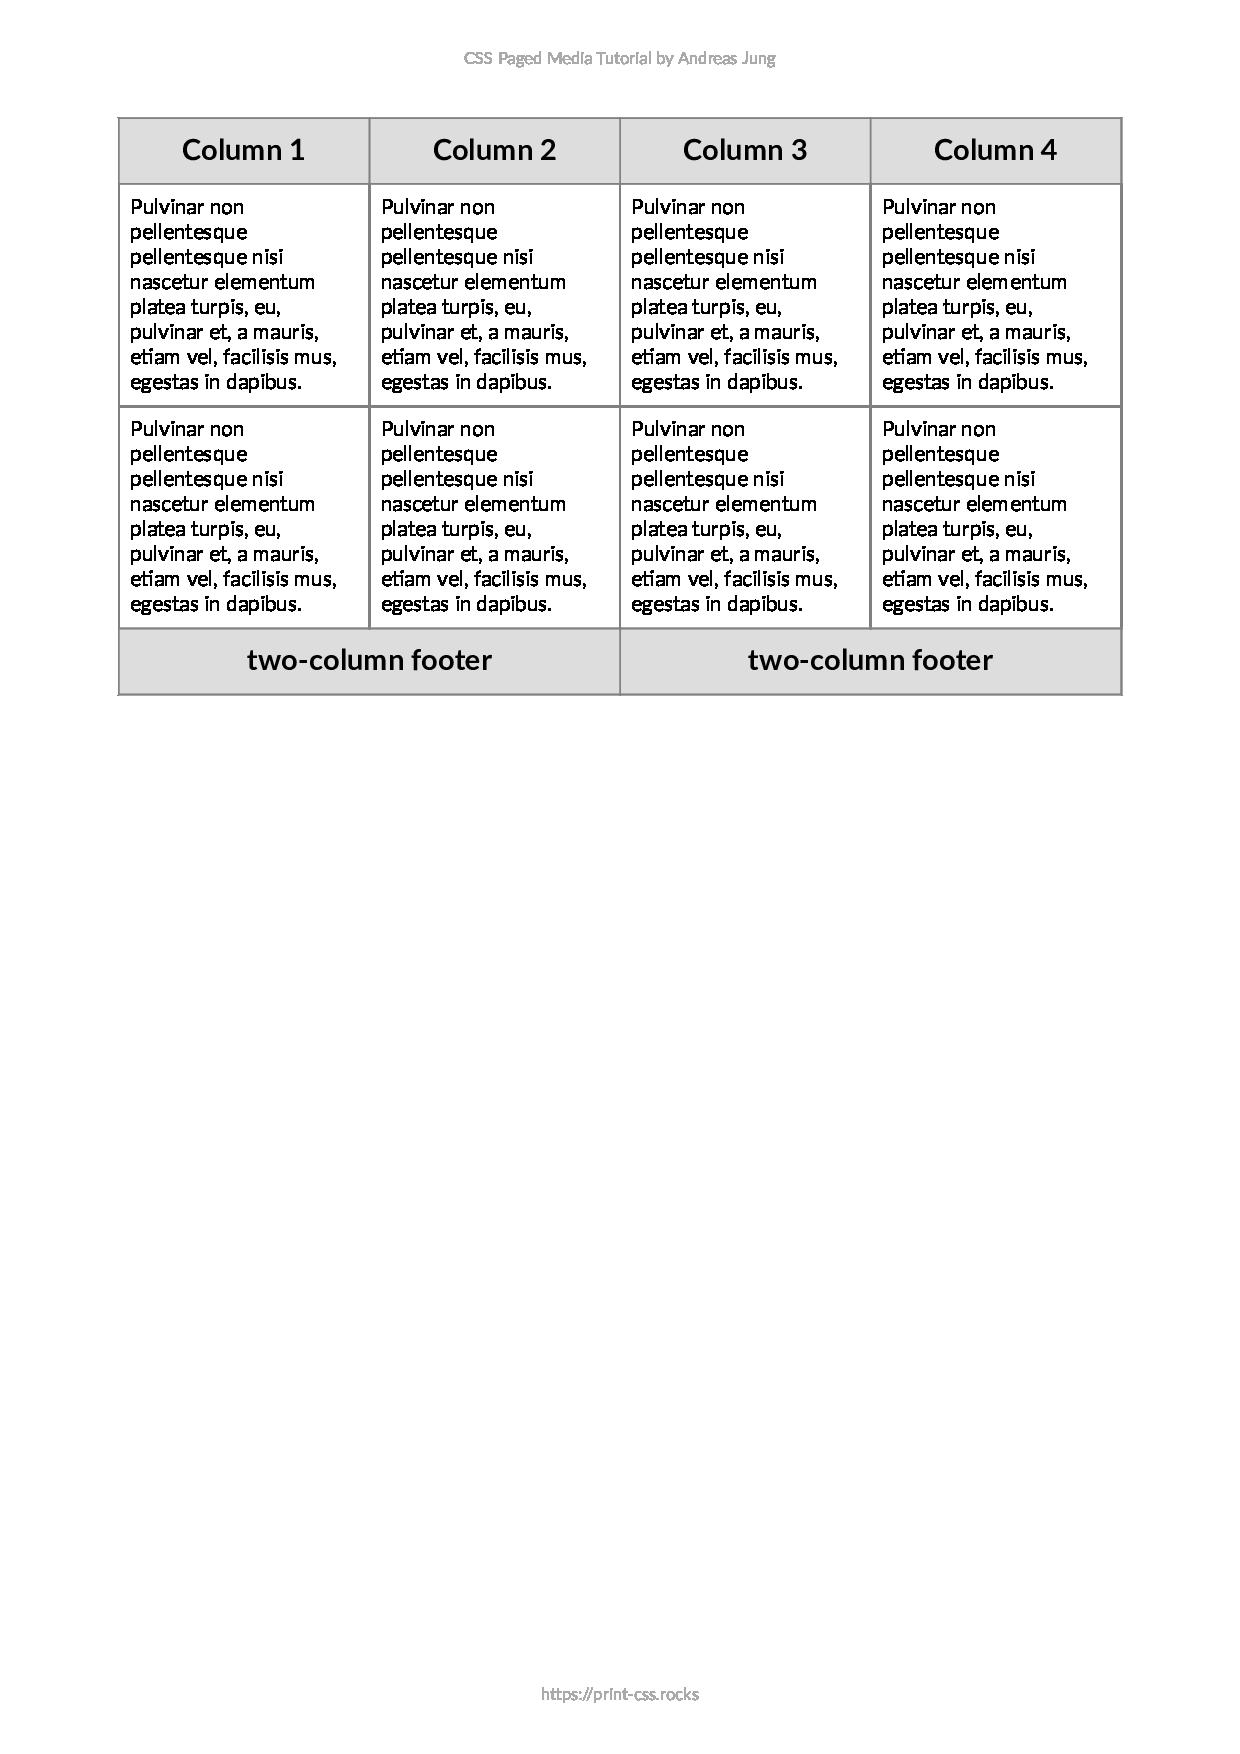 CSS Paged Media Tutorial by Andreas Jung
Column 1 Column 2 Column 3 Column 4
Pulvinar non Pulvinar non Pulvinar non Pulvinar non
pellentesque pellentesque pellentesque pellentesque
pellentesque nisi pellentesque nisi pellentesque nisi pellentesque nisi
nascetur elementum nascetur elementum nascetur elementum nascetur elementum
platea turpis, eu, platea turpis, eu, platea turpis, eu, platea turpis, eu,
pulvinar et, a mauris, pulvinar et, a mauris, pulvinar et, a mauris, pulvinar et, a mauris,
etiam vel, facilisis mus, etiam vel, facilisis mus, etiam vel, facilisis mus, etiam vel, facilisis mus,
egestas in dapibus. egestas in dapibus. egestas in dapibus. egestas in dapibus.
Pulvinar non Pulvinar non Pulvinar non Pulvinar non
pellentesque pellentesque pellentesque pellentesque
pellentesque nisi pellentesque nisi pellentesque nisi pellentesque nisi
nascetur elementum nascetur elementum nascetur elementum nascetur elementum
platea turpis, eu, platea turpis, eu, platea turpis, eu, platea turpis, eu,
pulvinar et, a mauris, pulvinar et, a mauris, pulvinar et, a mauris, pulvinar et, a mauris,
etiam vel, facilisis mus, etiam vel, facilisis mus, etiam vel, facilisis mus, etiam vel, facilisis mus,
egestas in dapibus. egestas in dapibus. egestas in dapibus. egestas in dapibus.
two-column footer two-column footer
https://print-css.rocks